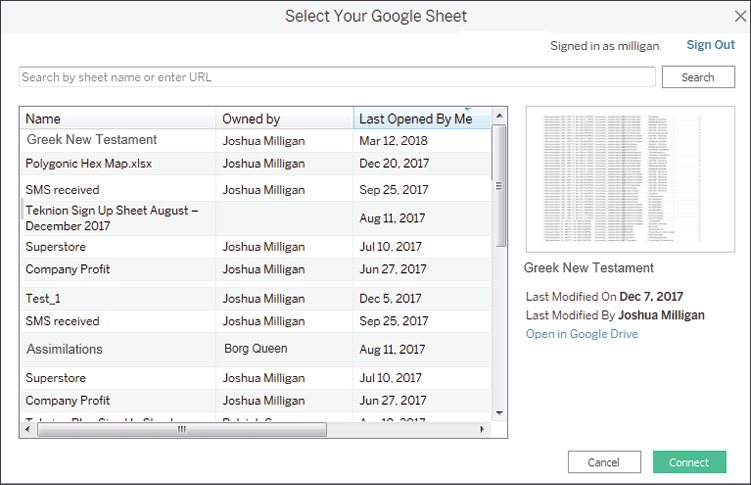 Select Your Google Sheet
Signed in as milligan.
Sign Out
Search by sheet name or enter URL
Search
Name Owned by Last Opened By Me
Greek New Testament Joshua Milligan Mar 12, 2018
Polygonic Hex Map.xlsx Joshua Milligan Dec 20, 2017
SMS received Joshua Milligan Sep 25, 2017
Teknion Sign Up Sheet August –
December 2017 Aug 11, 2017
Superstore Joshua Milligan Jul 10, 2017
Company Profit Joshua Milligan Jun 27, 2017
Test_1 Joshua Milligan Dec 5, 2017
SMS received Joshua Milligan Sep 25, 2017
Assimilations Borg Queen Aug 11, 2017
Superstore Joshua Milligan Jul 10, 2017
Company Profit Joshua Milligan Jun 27, 2017
Greek New Testament
Last Modified On Dec 7, 2017
Last Modified By Joshua Milligan
Open in Google Drive
Cancel
Connect